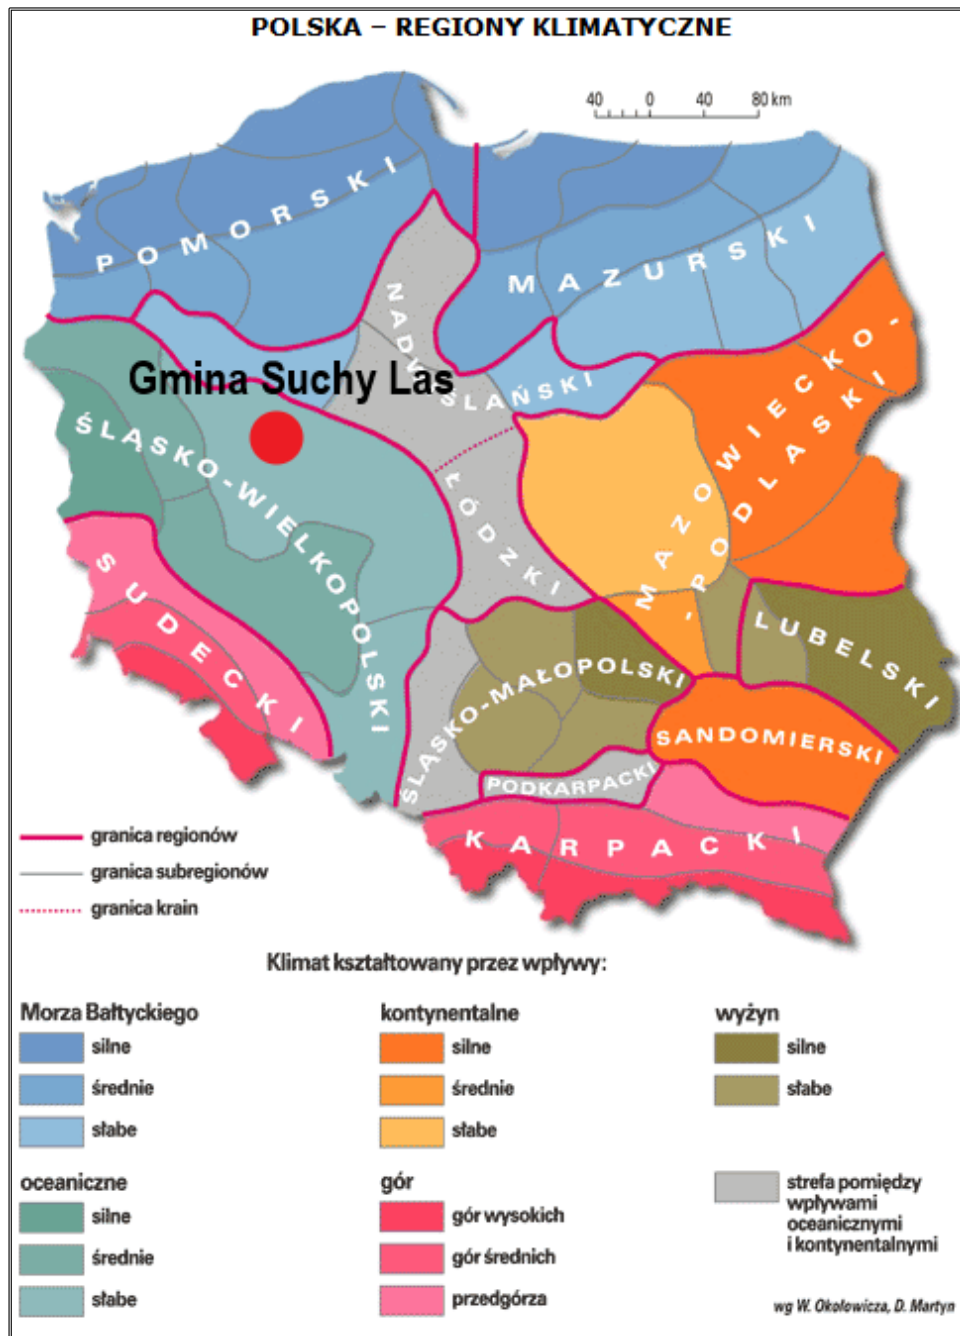 POLSKA – REGIONY KLIMATYCZNE
40 0 40 80 km
POMORSKI
MAZURSKI
NADWIŚLAŃSKI
Gmina Suchy Las
MAZOWIECKO-
-PODLASKI
ŚLĄSKO-WIELKOPOLSKI
ŁÓDZKI
SUDECKI
LUBELSKI
ŚLĄSKO-MAŁOPOLSKI
SANDOMIERSKI
PODKARPACKI
KARPACKI
granica regionów
granica subregionów
granica krain
Klimat kształtowany przez wpływy:
Morza Bałtyckiego
silne
średnie
słabe
kontynentalne
silne
średnie
słabe
wyżyn
silne
słabe
oceaniczne
silne
średnie
słabe
gór
gór wysokich
gór średnich
przedgórza
strefa pomiędzy
wpływami
oceanicznymi
i kontynentalnymi
wg W. Okołowicza, D. Martyn